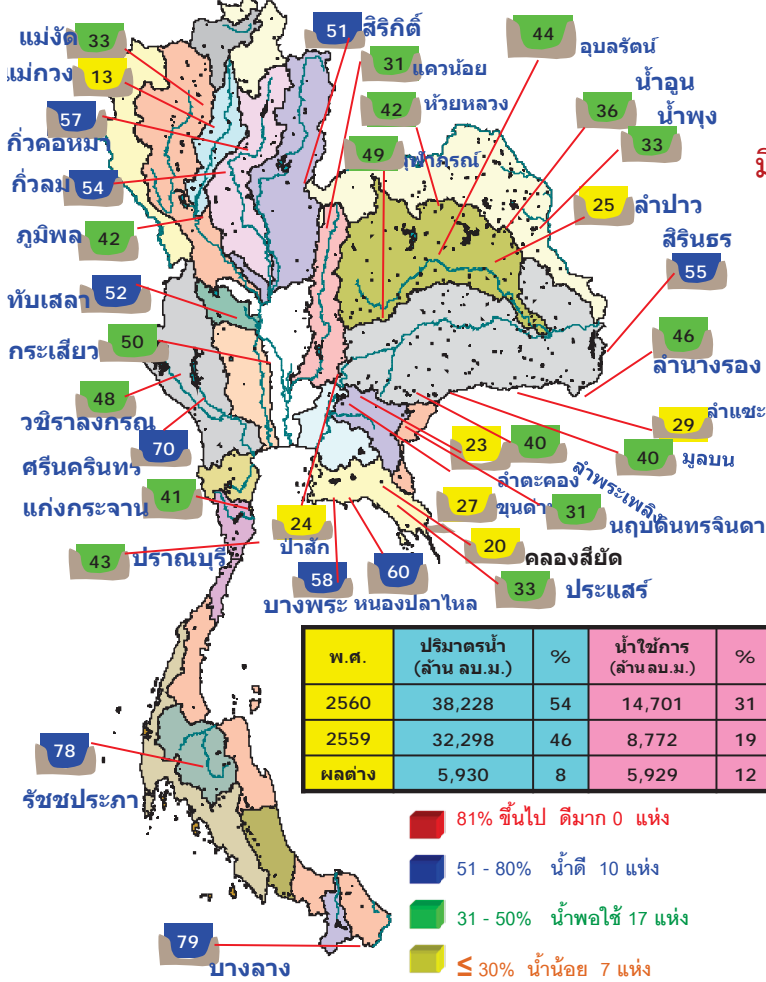 แม่งัด 33
51 สิริกิติ์
44 อุบลรัตน์
13
31 แควน้อย
42 ห้วยหลวง
น้ำอูน
36 น้ำพุง
57
49
33
กิ่วคอหมา
กิ่วลม 54
25 ลำปาว
ภูมิพล 42
สิรินธร
55
ทับเสลา 52
กระเสียว 50
46
ลำนางรอง
48
วชิราลงกรณ
29 ลำแซะ
70
23
40
40 มูลบน
ศรีนครินทร์
ลำตะคอง
ลำพระเพลิง
แก่งกระจาน 41
27
31 นฤบดินทรจินดา
24
ป่าสัก
20 คลองสียัด
43 ปราณบุรี
58
60
33 ประแสร์
บางพระ หนองปลาไหล
พ.ศ. ปริมาตรน้ำ (ล้าน ลบ.ม.) % น้ำใช้การ (ล้าน ลบ.ม.) %
2560 38,228 54 14,701 31
2559 32,298 46 8,772 19
ผลต่าง 5,930 8 5,929 12
78
รัชชประภา
81% ขึ้นไป ดีมาก 0 แห่ง
51 - 80% น้ำดี 10 แห่ง
31 - 50% น้ำพอใช้ 17 แห่ง
≤ 30% น้ำน้อย 7 แห่ง
79
บางลาง